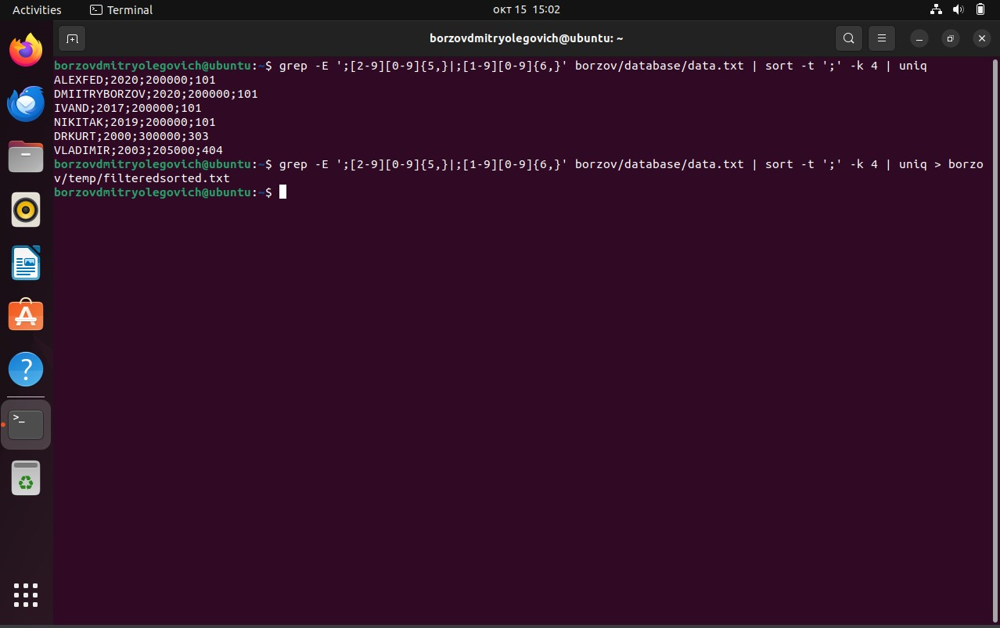 Activities
Terminal
окт 15 15:02
borzovdmitryolegovich@ubuntu: ~
borzovdmitryolegovich@ubuntu:~$ grep -E ';[2-9][0-9]{5,}|;[1-9][0-9]{6,}' borzov/database/data.txt | sort -t ';' -k 4 | uniq
ALEXFED;2020;200000;101
DMIITRYBORZOV;2020;200000;101
IVAND;2017;200000;101
NIKITAK;2019;200000;101
DRKURT;2000;300000;303
VLADIMIR;2003;205000;404
borzovdmitryolegovich@ubuntu:~$ grep -E ';[2-9][0-9]{5,}|;[1-9][0-9]{6,}' borzov/database/data.txt | sort -t ';' -k 4 | uniq > borzo
v/temp/filteredsorted.txt
borzovdmitryolegovich@ubuntu:~$